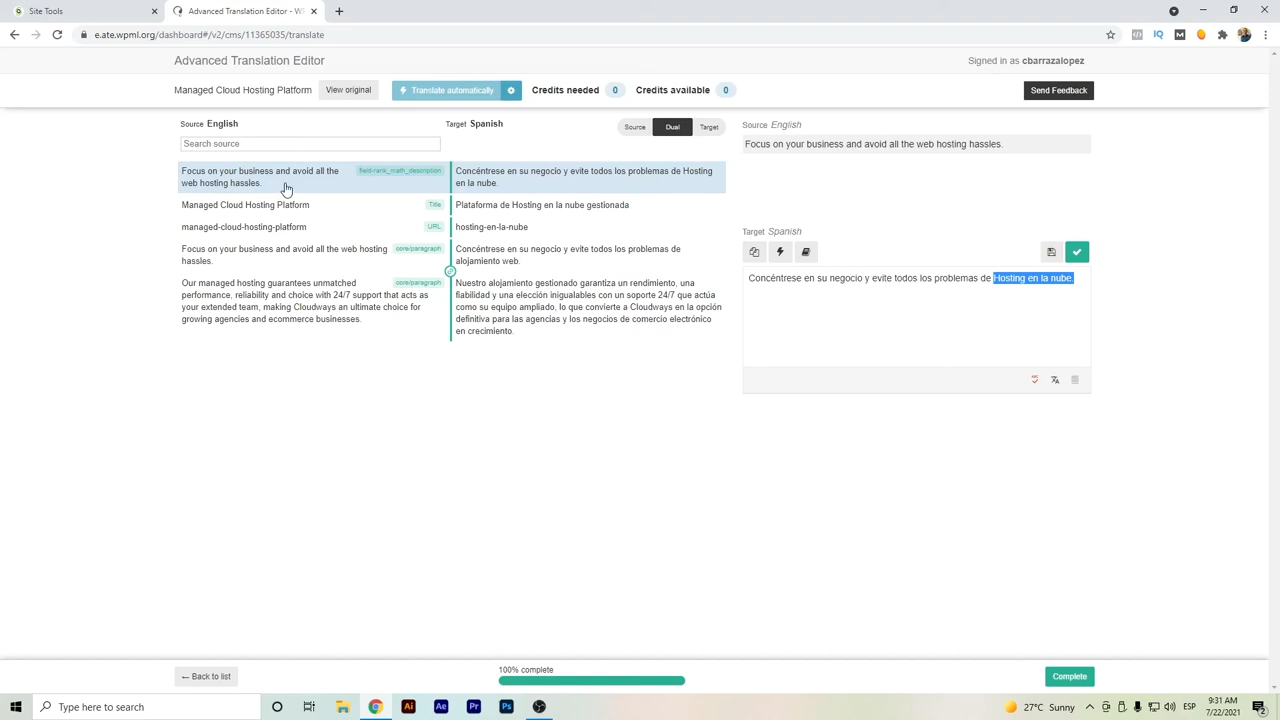 Site Tools
Advanced Translation Editor - W
e.ate.wpml.org/dashboard#/v2/cms/11365035/translate
IQ
Advanced Translation Editor
Signed in as cbarrazalopez
Managed Cloud Hosting Platform
View original
Translate automatically
Credits needed 0
Credits available 0
Send Feedback
Source English
Target Spanish
Source
Dual
Target
Search source
Focus on your business and avoid all the
web hosting hassles.
field-rank_math_description
Concéntrese en su negocio y evite todos los problemas de Hosting
en la nube.
Managed Cloud Hosting Platform
Title
Plataforma de Hosting en la nube gestionada
managed-cloud-hosting-platform
URL
hosting-en-la-nube
Focus on your business and avoid all the web hosting
hassles.
core/paragraph
Concéntrese en su negocio y evite todos los problemas de
alojamiento web.
Our managed hosting guarantees unmatched
performance, reliability and choice with 24/7 support that acts as
your extended team, making Cloudways an ultimate choice for
growing agencies and ecommerce businesses.
core/paragraph
Nuestro alojamiento gestionado garantiza un rendimiento, una
fiabilidad y una elección inigualables con un soporte 24/7 que actúa
como su equipo ampliado, lo que convierte a Cloudways en la opción
definitiva para las agencias y los negocios de comercio electrónico
en crecimiento.
Source English
Focus on your business and avoid all the web hosting hassles.
Target Spanish
Concéntrese en su negocio y evite todos los problemas de Hosting en la nube.
← Back to list
100% complete
Complete
Type here to search
Ai
Ae
Pr
Ps
27°C Sunny
ESP
9:31 AM
7/22/2021
2